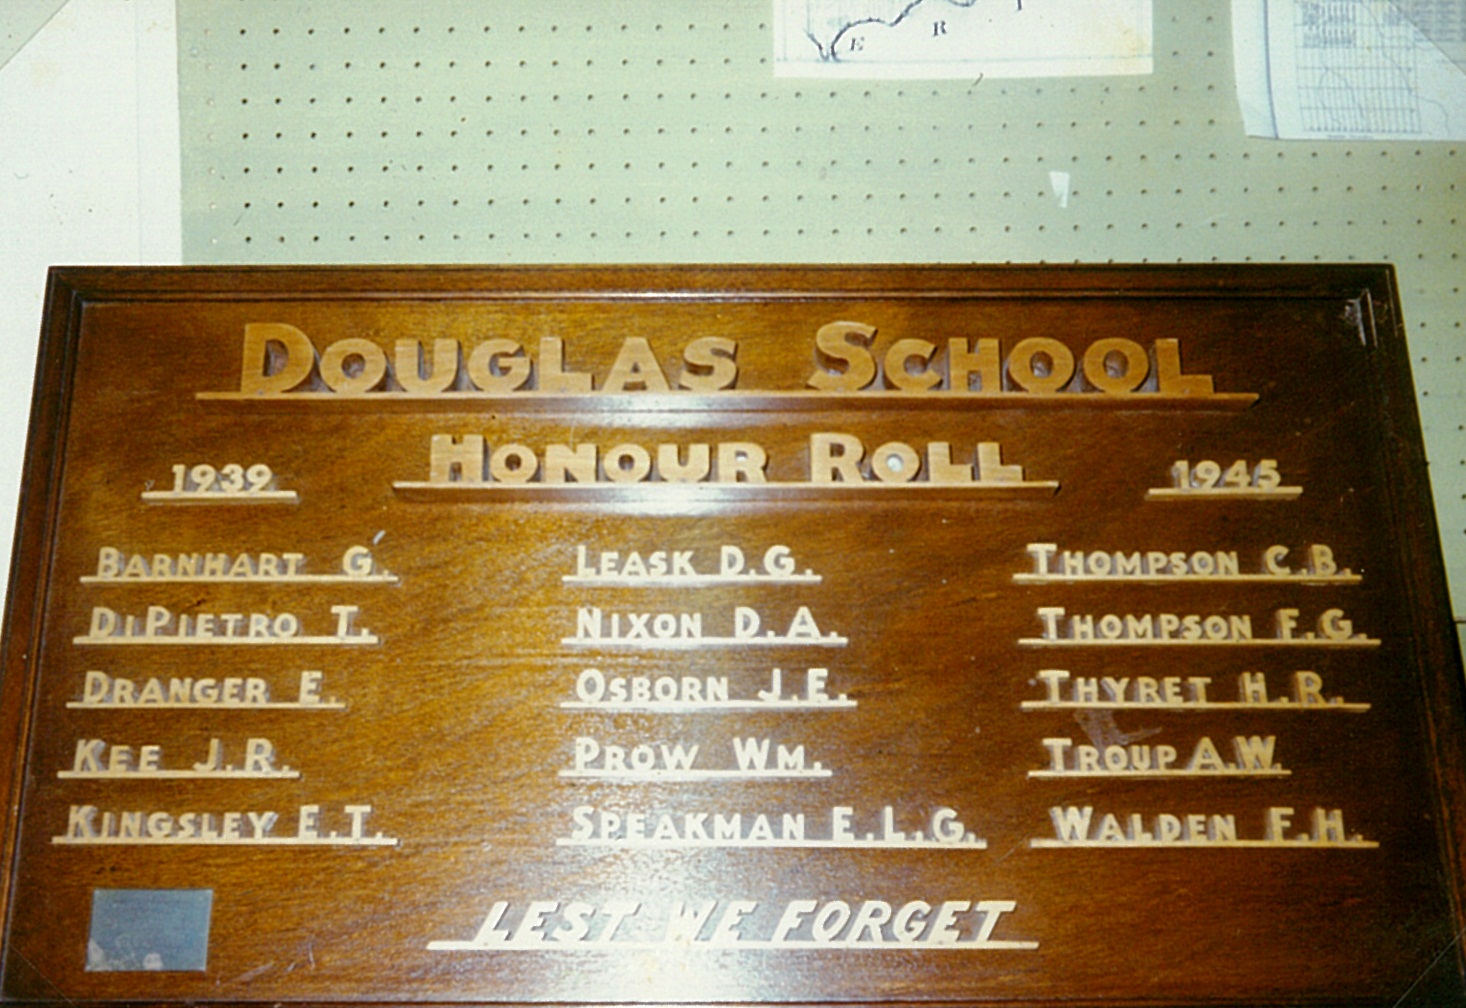 E R
DOUGLAS SCHOOL
1939 HONOUR ROLL 1945
BARNHART G. LEASK D.G. THOMPSON C.B.
DIPIETRO T. NIXON D.A. THOMPSON F.G.
DRANGER E. OSBORN J.E. THYRET H.R.
KEE J.R. PROW WM. TROUP A.W.
KINGSLEY E.T. SPEAKMAN E.L.G. WALDEN F.H.
LEST WE FORGET